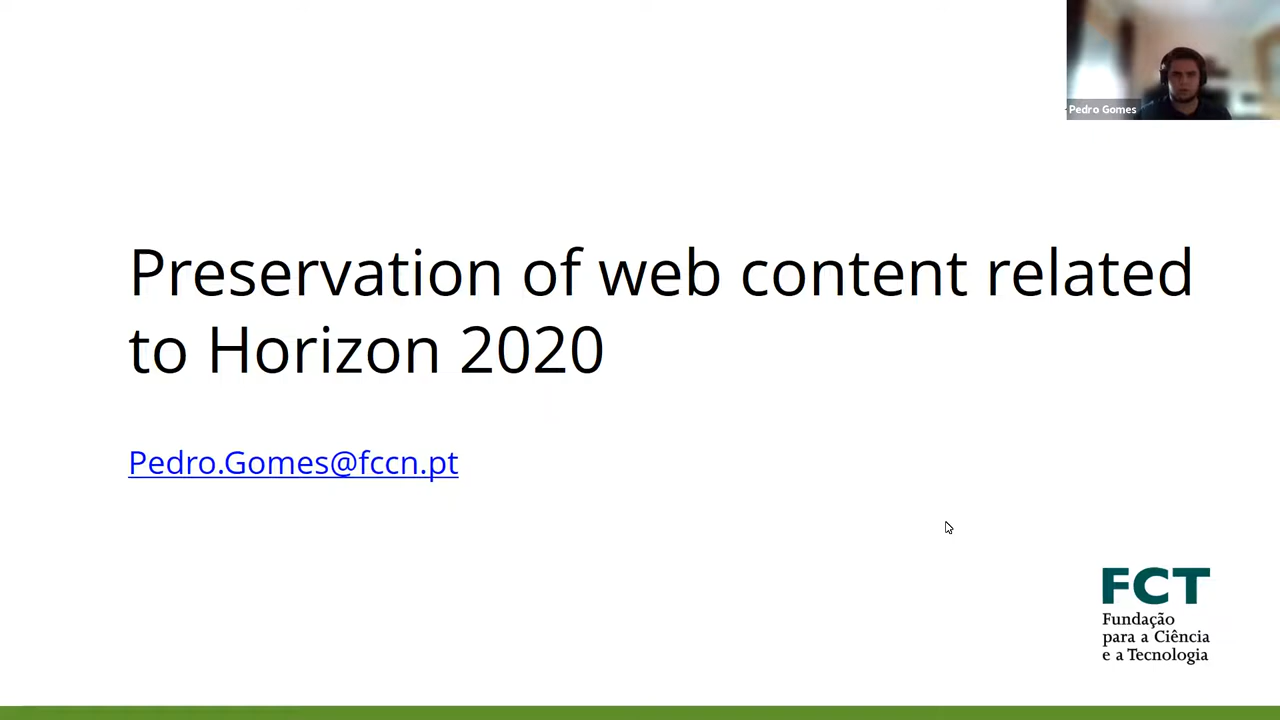 Pedro Gomes
Preservation of web content related
to Horizon 2020
Pedro.Gomes@fccn.pt
FCT
Fundação
para a Ciência
e a Tecnologia